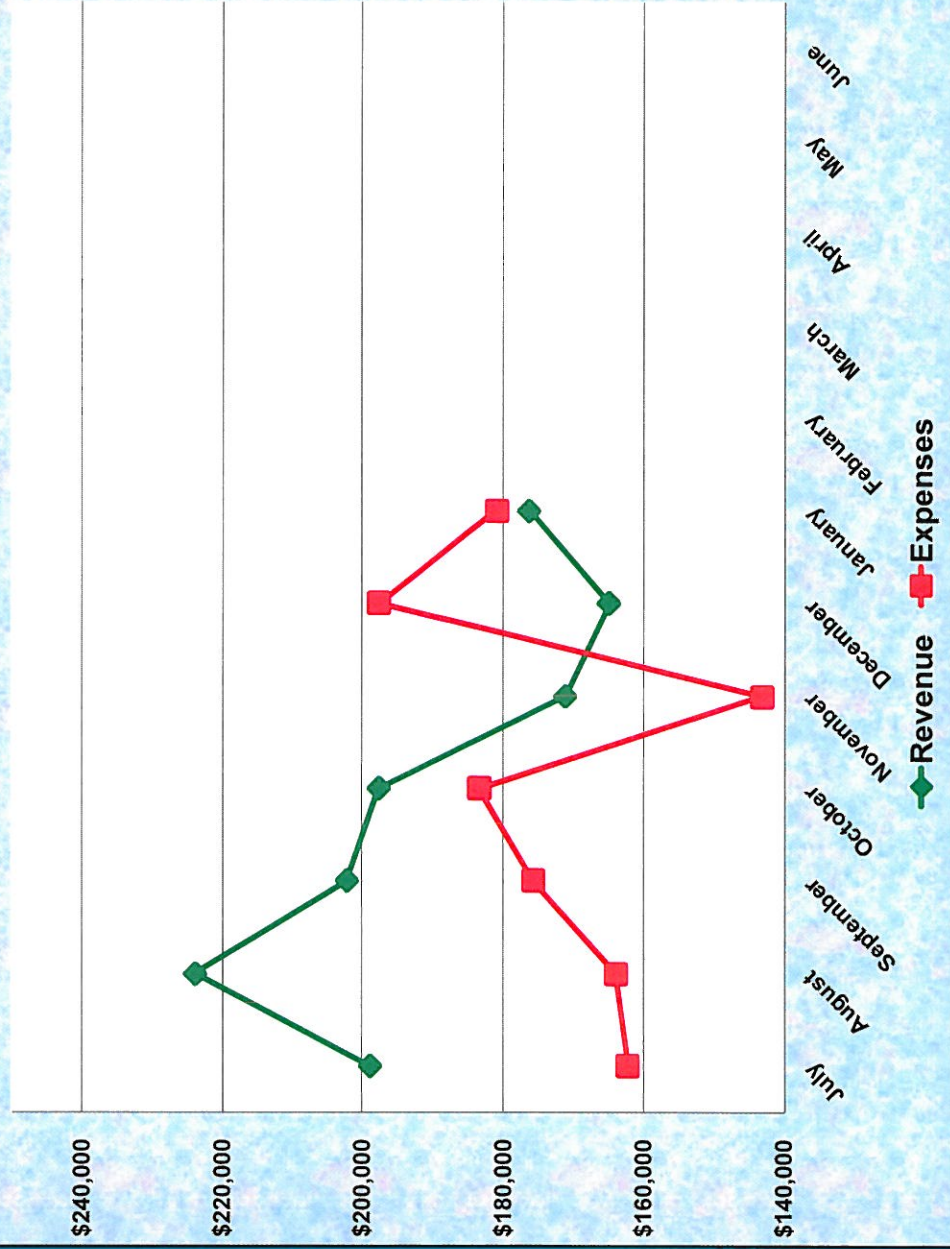 $240,000
$220,000
$200,000
$180,000
$160,000
$140,000
July
August
September
October
November
December
January
February
March
April
May
June
Revenue
Expenses